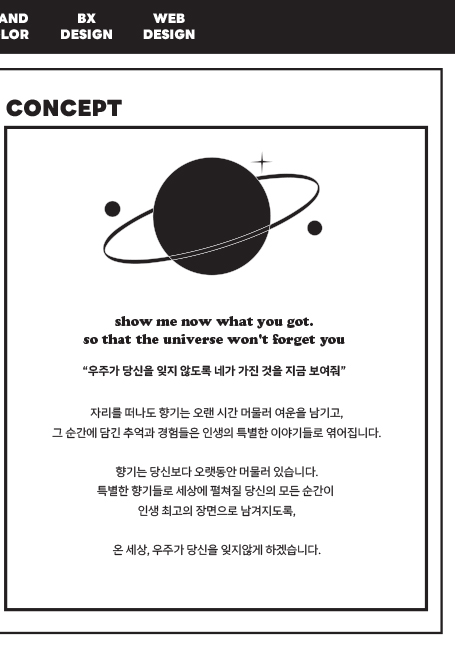 AND
LOR
BX
DESIGN
WEB
DESIGN
CONCEPT
show me now what you got.
so that the universe won't forget you
“우주가 당신을 잊지 않도록 네가 가진 것을 지금 보여줘”
자리를 떠나도 향기는 오랜 시간 머물러 여운을 남기고,
그 순간에 담긴 추억과 경험들은 인생의 특별한 이야기들로 엮어집니다.
향기는 당신보다 오랫동안 머물러 있습니다.
특별한 향기들로 세상에 펼쳐질 당신의 모든 순간이
인생 최고의 장면으로 남겨지도록,
온 세상, 우주가 당신을 잊지않게 하겠습니다.